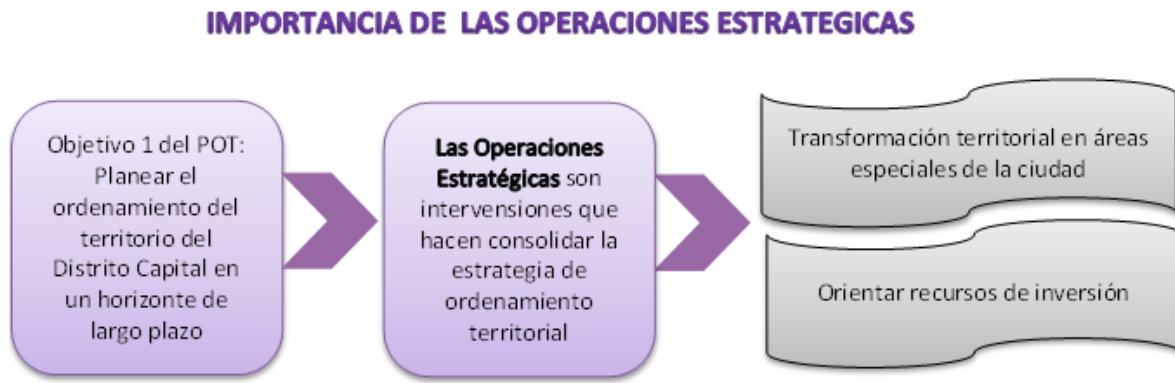 IMPORTANCIA DE LAS OPERACIONES ESTRATEGICAS
Objetivo 1 del POT:
Planear el
ordenamiento del
territorio del
Distrito Capital en
un horizonte de
largo plazo
Las Operaciones
Estratégicas son
intervenciones que
hacen consolidar la
estrategia de
ordenamiento
territorial
Transformación territorial en áreas
especiales de la ciudad
Orientar recursos de inversión